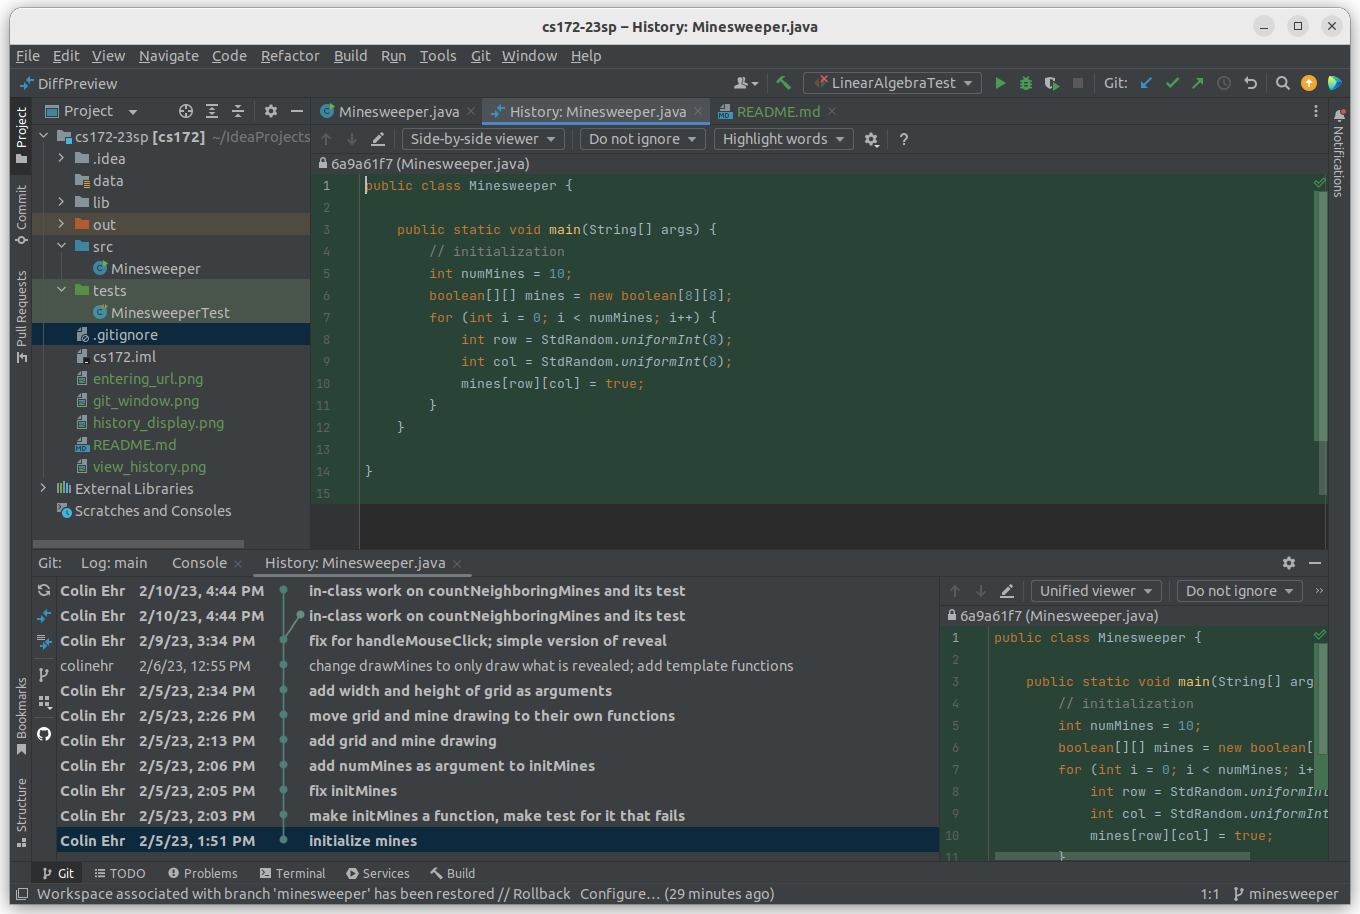 cs172-23sp – History: Minesweeper.java
File Edit View Navigate Code Refactor Build Run Tools Git Window Help
DiffPreview
LinearAlgebraTest
Git:
Project
Project
Minesweeper.java
History: Minesweeper.java
README.md
cs172-23sp [cs172] ~/IdeaProjects
.idea
data
lib
out
src
Minesweeper
tests
MinesweeperTest
.gitignore
cs172.iml
entering_url.png
git_window.png
history_display.png
README.md
view_history.png
External Libraries
Scratches and Consoles
Commit
Pull Requests
Bookmarks
Structure
Notifications
Side-by-side viewer
Do not ignore
Highlight words
?
6a9a61f7 (Minesweeper.java)
1 public class Minesweeper {
2
3 public static void main(String[] args) {
4 // initialization
5 int numMines = 10;
6 boolean[][] mines = new boolean[8][8];
7 for (int i = 0; i < numMines; i++) {
8 int row = StdRandom.uniformInt(8);
9 int col = StdRandom.uniformInt(8);
10 mines[row][col] = true;
11 }
12 }
13
14 }
15
Git: Log: main Console History: Minesweeper.java
Colin Ehr 2/10/23, 4:44 PM in-class work on countNeighboringMines and its test
Colin Ehr 2/10/23, 4:44 PM in-class work on countNeighboringMines and its test
Colin Ehr 2/9/23, 3:34 PM fix for handleMouseClick; simple version of reveal
colinehr 2/6/23, 12:55 PM change drawMines to only draw what is revealed; add template functions
Colin Ehr 2/5/23, 2:34 PM add width and height of grid as arguments
Colin Ehr 2/5/23, 2:26 PM move grid and mine drawing to their own functions
Colin Ehr 2/5/23, 2:13 PM add grid and mine drawing
Colin Ehr 2/5/23, 2:06 PM add numMines as argument to initMines
Colin Ehr 2/5/23, 2:05 PM fix initMines
Colin Ehr 2/5/23, 2:03 PM make initMines a function, make test for it that fails
Colin Ehr 2/5/23, 1:51 PM initialize mines
Unified viewer
Do not ignore
»
6a9a61f7 (Minesweeper.java)
1 public class Minesweeper {
2
3 public static void main(String[] arg
4 // initialization
5 int numMines = 10;
6 boolean[][] mines = new boolean[
7 for (int i = 0; i < numMines; i+
8 int row = StdRandom.uniformInt
9 int col = StdRandom.uniformInt
10 mines[row][col] = true;
11 }
Git TODO Problems Terminal Services Build
Workspace associated with branch 'minesweeper' has been restored // Rollback Configure... (29 minutes ago)
1:1 minesweeper